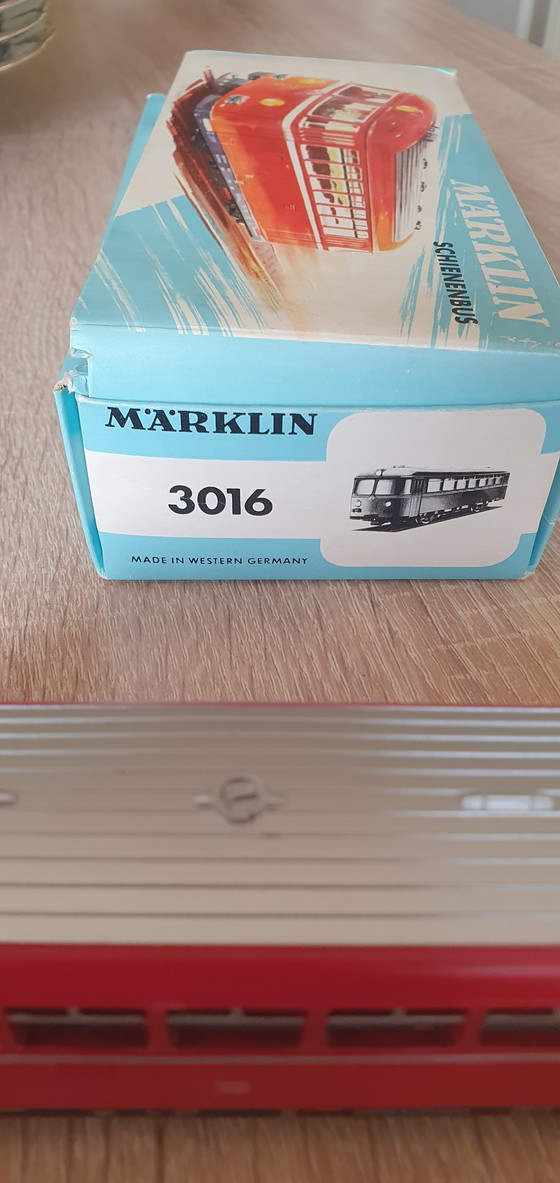 MÄRKLIN
SCHIENENBUS
MÄRKLIN
3016
MADE IN WESTERN GERMANY